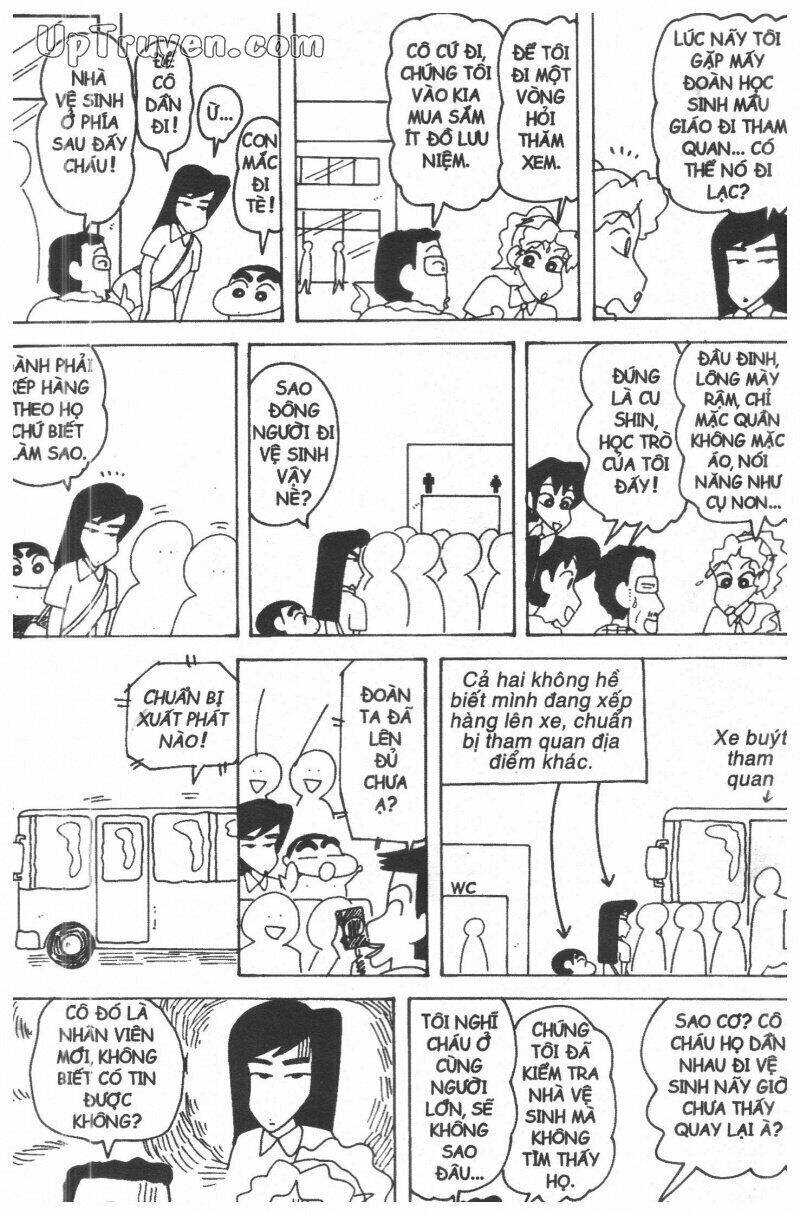 UpTruyen.com
LÚC NÃY TÔI
GẶP MẤY
ĐOÀN HỌC
SINH MẪU
GIÁO ĐI THAM
QUAN... CÓ
THỂ NÓ ĐI
LẠC?
ĐỂ TÔI
ĐI MỘT
VÒNG
HỎI
THĂM
XEM.
CÔ CỨ ĐI,
CHÚNG TÔI
VÀO KIA
MUA SẮM
ÍT ĐỒ LƯU
NIỆM.
CON
MẮC
ĐI
TÈ!
Ừ...
ĐỂ
CÔ
DẪN
ĐI!
NHÀ
VỆ SINH
Ở PHÍA
SAU ĐẤY
CHÁU!
ĐẦU ĐINH,
LÔNG MÀY
RẬM, CHỈ
MẶC QUẦN
KHÔNG MẶC
ÁO, NÓI
NĂNG NHƯ
CỤ NON...
ĐÚNG
LÀ CU
SHIN,
HỌC TRÒ
CỦA TÔI
ĐẤY!
SAO
ĐÔNG
NGƯỜI ĐI
VỆ SINH
VẬY
NÈ?
ĐÀNH PHẢI
XẾP HÀNG
THEO HỌ
CHỨ BIẾT
LÀM SAO.
Cả hai không hề
biết mình đang xếp
hàng lên xe, chuẩn
bị tham quan địa
điểm khác.
Xe buýt
tham
quan
WC
ĐOÀN
TA ĐÃ
LÊN
ĐỦ
CHƯA
Ạ?
CHUẨN BỊ
XUẤT PHÁT
NÀO!
SAO CƠ? CÔ
CHÁU HỌ DẪN
NHAU ĐI VỆ
SINH NÃY GIỜ
CHƯA THẤY
QUAY LẠI À?
CHÚNG
TÔI ĐÃ
KIỂM TRA
NHÀ VỆ
SINH MÀ
KHÔNG
TÌM THẤY
HỌ.
TÔI NGHĨ
CHÁU Ở
CÙNG
NGƯỜI
LỚN, SẼ
KHÔNG
SAO
ĐÂU...
CÔ ĐÓ LÀ
NHÂN VIÊN
MỚI, KHÔNG
BIẾT CÓ TIN
ĐƯỢC
KHÔNG?